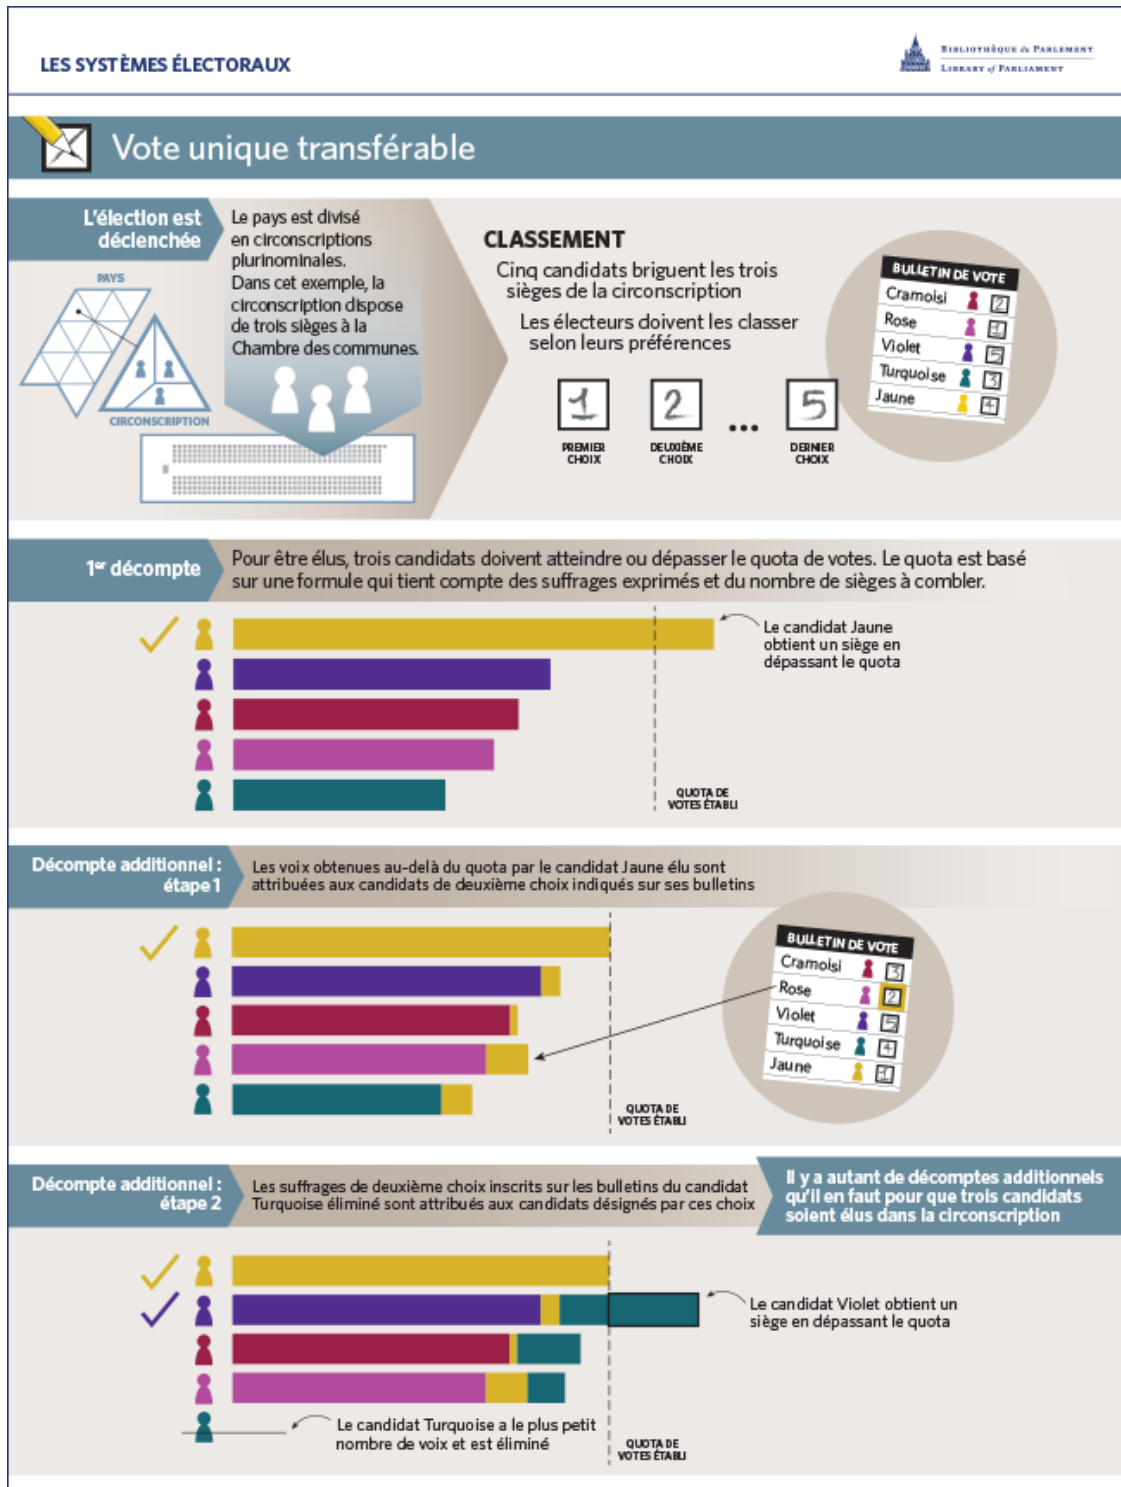 LES SYSTÈMES ÉLECTORAUX
BIBLIOTHÈQUE du PARLEMENT
LIBRARY of PARLIAMENT
Vote unique transférable
L'élection est
déclenchée
Le pays est divisé
en circonscriptions
plurinominales.
Dans cet exemple, la
circonscription dispose
de trois sièges à la
Chambre des communes.
PAYS
CIRCONSCRIPTION
CLASSEMENT
Cinq candidats briguent les trois
sièges de la circonscription
Les électeurs doivent les classer
selon leurs préférences
1 2 ... 5
PREMIER
CHOIX
DEUXIÈME
CHOIX
DERNIER
CHOIX
BULLETIN DE VOTE
Cramoisi 2
Rose 1
Violet 5
Turquoise 3
Jaune 4
1er décompte
Pour être élus, trois candidats doivent atteindre ou dépasser le quota de votes. Le quota est basé
sur une formule qui tient compte des suffrages exprimés et du nombre de sièges à combler.
Le candidat Jaune
obtient un siège en
dépassant le quota
QUOTA DE
VOTES ÉTABLI
Décompte additionnel :
étape 1
Les voix obtenues au-delà du quota par le candidat Jaune élu sont
attribuées aux candidats de deuxième choix indiqués sur ses bulletins
BULLETIN DE VOTE
Cramoisi 3
Rose 2
Violet 5
Turquoise 4
Jaune 1
QUOTA DE
VOTES ÉTABLI
Décompte additionnel :
étape 2
Les suffrages de deuxième choix inscrits sur les bulletins du candidat
Turquoise éliminé sont attribués aux candidats désignés par ces choix
Il y a autant de décomptes additionnels
qu'il en faut pour que trois candidats
soient élus dans la circonscription
Le candidat Violet obtient un
siège en dépassant le quota
Le candidat Turquoise a le plus petit
nombre de voix et est éliminé
QUOTA DE
VOTES ÉTABLI